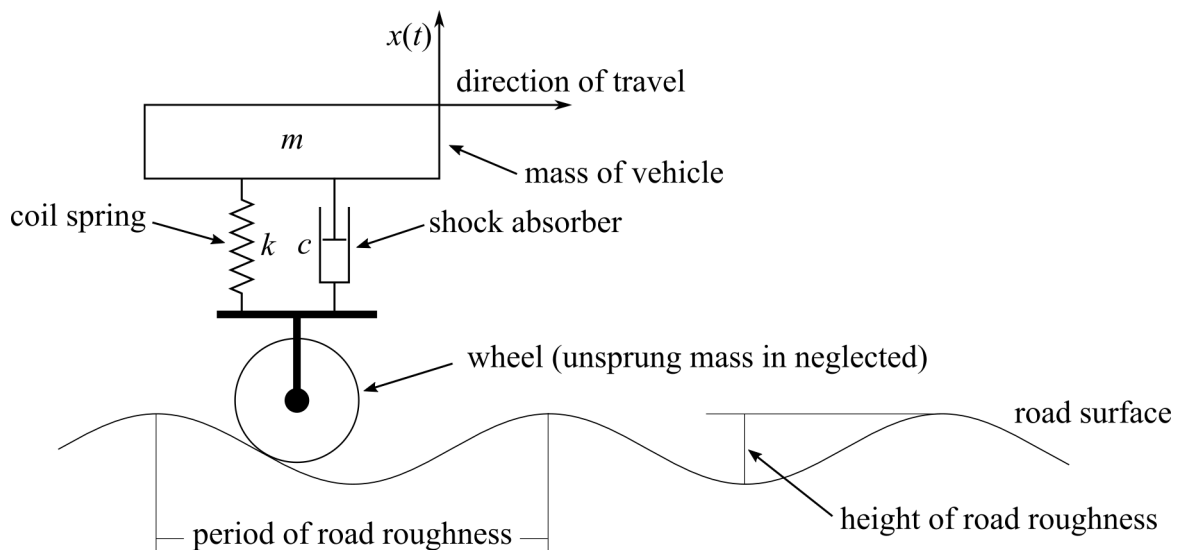 x(t)
direction of travel
m
mass of vehicle
coil spring
k
c
shock absorber
wheel (unsprung mass in neglected)
road surface
height of road roughness
period of road roughness